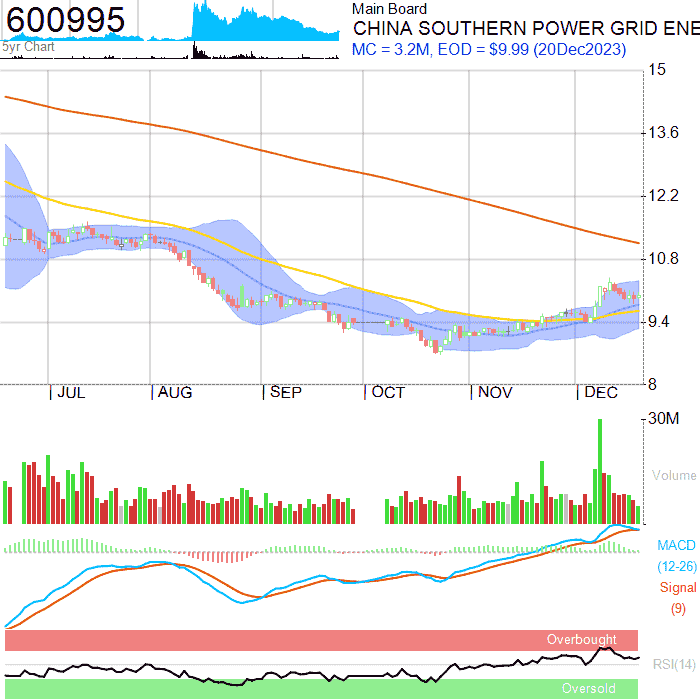 600995
5yr Chart
Main Board
CHINA SOUTHERN POWER GRID ENE
MC = 3.2M, EOD = $9.99 (20Dec2023)
15
13.6
12.2
10.8
9.4
8
JUL AUG SEP OCT NOV DEC
30M
Volume
MACD
(12-26)
Signal
(9)
Overbought
RSI(14)
Oversold